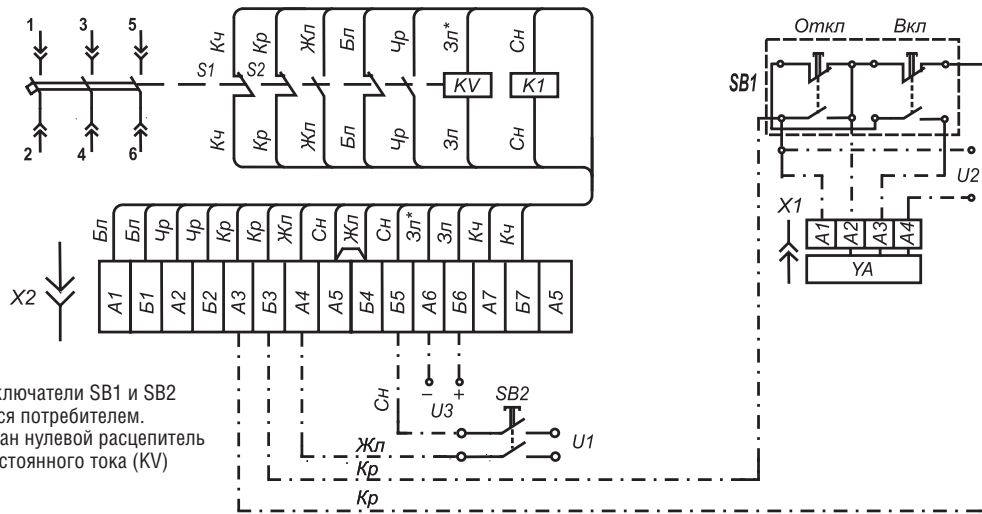 1 3 5
2 4 6
Кч Кр Жл Бл Чр Зл* Сн
S1 S2 KV K1
Кч Кр Жл Бл Чр Зл Сн
Откл Вкл
SB1
U2
X1
A1 A2 A3 A4
YA
Бл Бл Чр Чр Кр Кр Жл Сн Жл Сн Зл* Зл Кч Кч
X2
А1 Б1 А2 Б2 А3 Б3 А4 А5 Б4 Б5 А6 Б6 А7 Б7 А5
ключатели SB1 и SB2
ся потребителем.
ан нулевой расцепитель
стоянного тока (KV)
Сн
– +
U3
SB2
U1
Жл
Кр
Кр